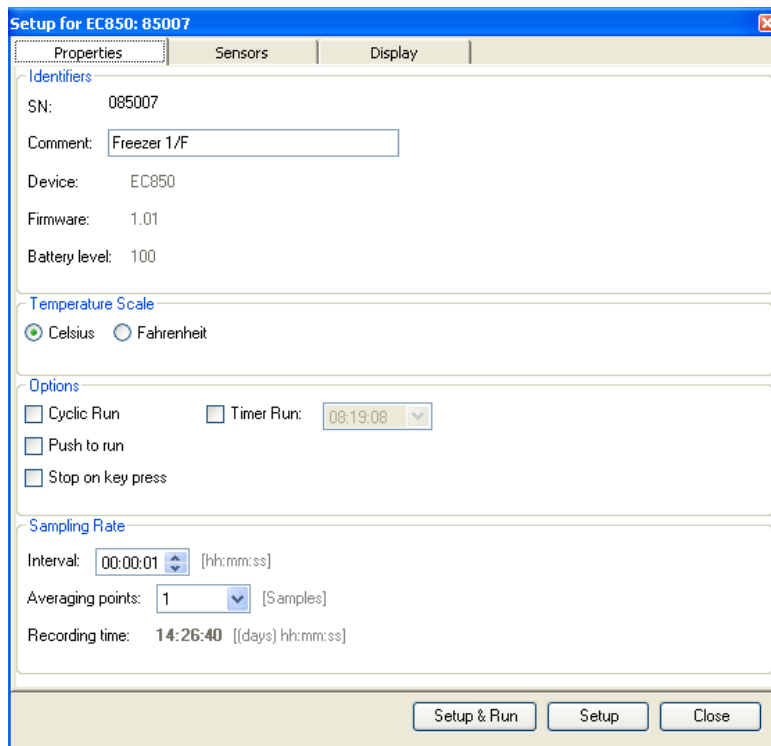 Setup for EC850: 85007
Properties Sensors Display
Identifiers
SN: 085007
Comment: Freezer 1/F
Device: EC850
Firmware: 1.01
Battery level: 100
Temperature Scale
Celsius Fahrenheit
Options
Cyclic Run Timer Run: 08:19:08
Push to run
Stop on key press
Sampling Rate
Interval: 00:00:01 [hh:mm:ss]
Averaging points: 1 [Samples]
Recording time: 14:26:40 [(days) hh:mm:ss]
Setup & Run Setup Close